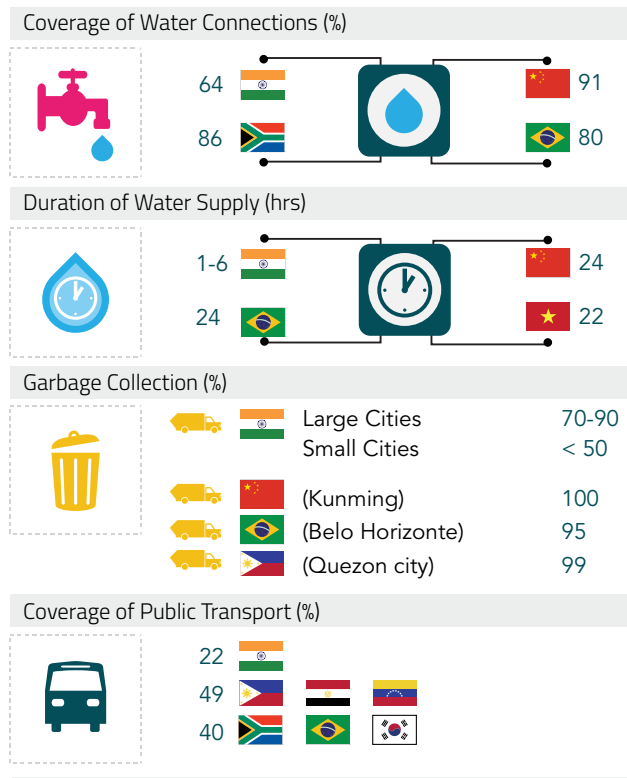 Coverage of Water Connections (%)
64
91
86
80
Duration of Water Supply (hrs)
1-6
24
24
22
Garbage Collection (%)
Large Cities 70-90
Small Cities < 50
(Kunming) 100
(Belo Horizonte) 95
(Quezon city) 99
Coverage of Public Transport (%)
22
49
40